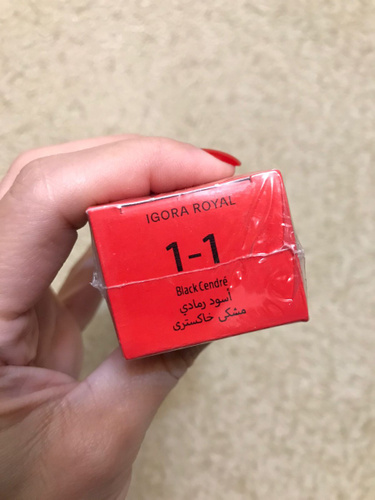 IGORA ROYAL
1-1
Black Cendré
أسود رمادي
مشکی خاکستری